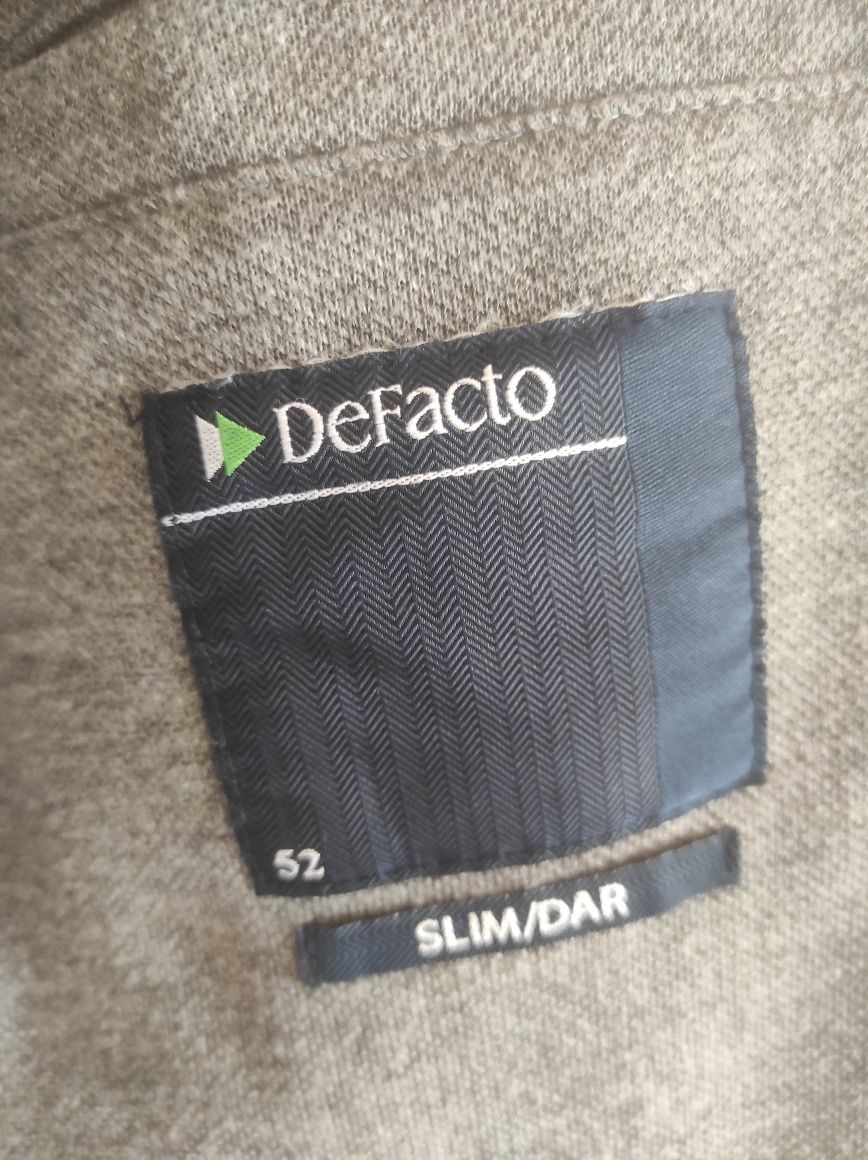 DeFacto
52
SLIM/DAR